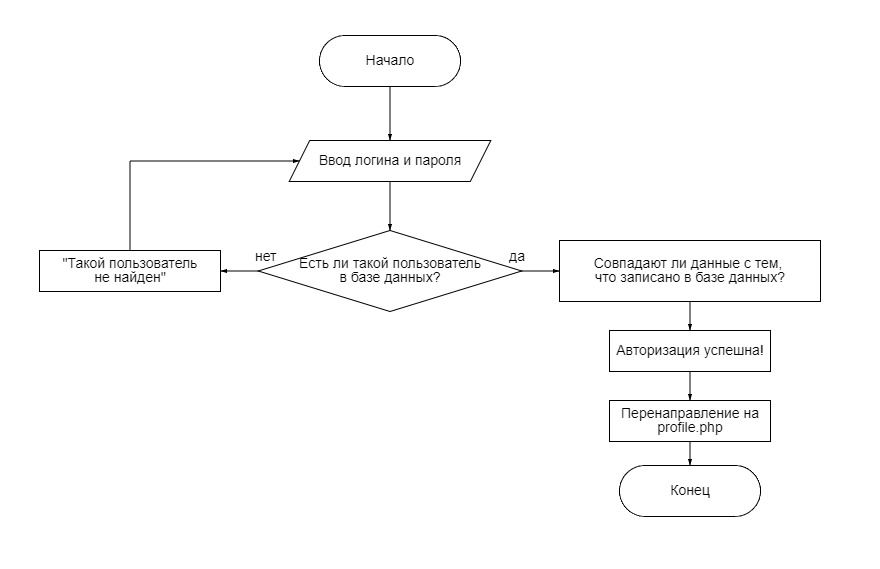 Начало
Ввод логина и пароля
нет
Есть ли такой пользователь
в базе данных?
да
"Такой пользователь
не найден"
Совпадают ли данные с тем,
что записано в базе данных?
Авторизация успешна!
Перенаправление на
profile.php
Конец